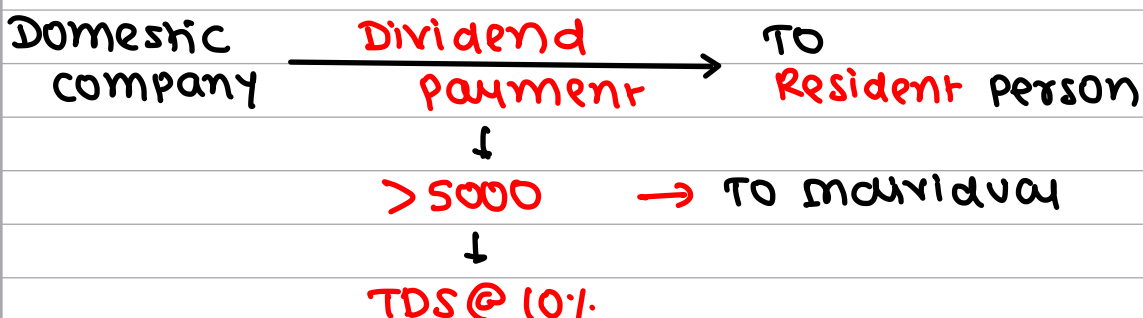 Domestic Dividend To
company payment Resident person
>5000 → To Individual
TDS @ 10%